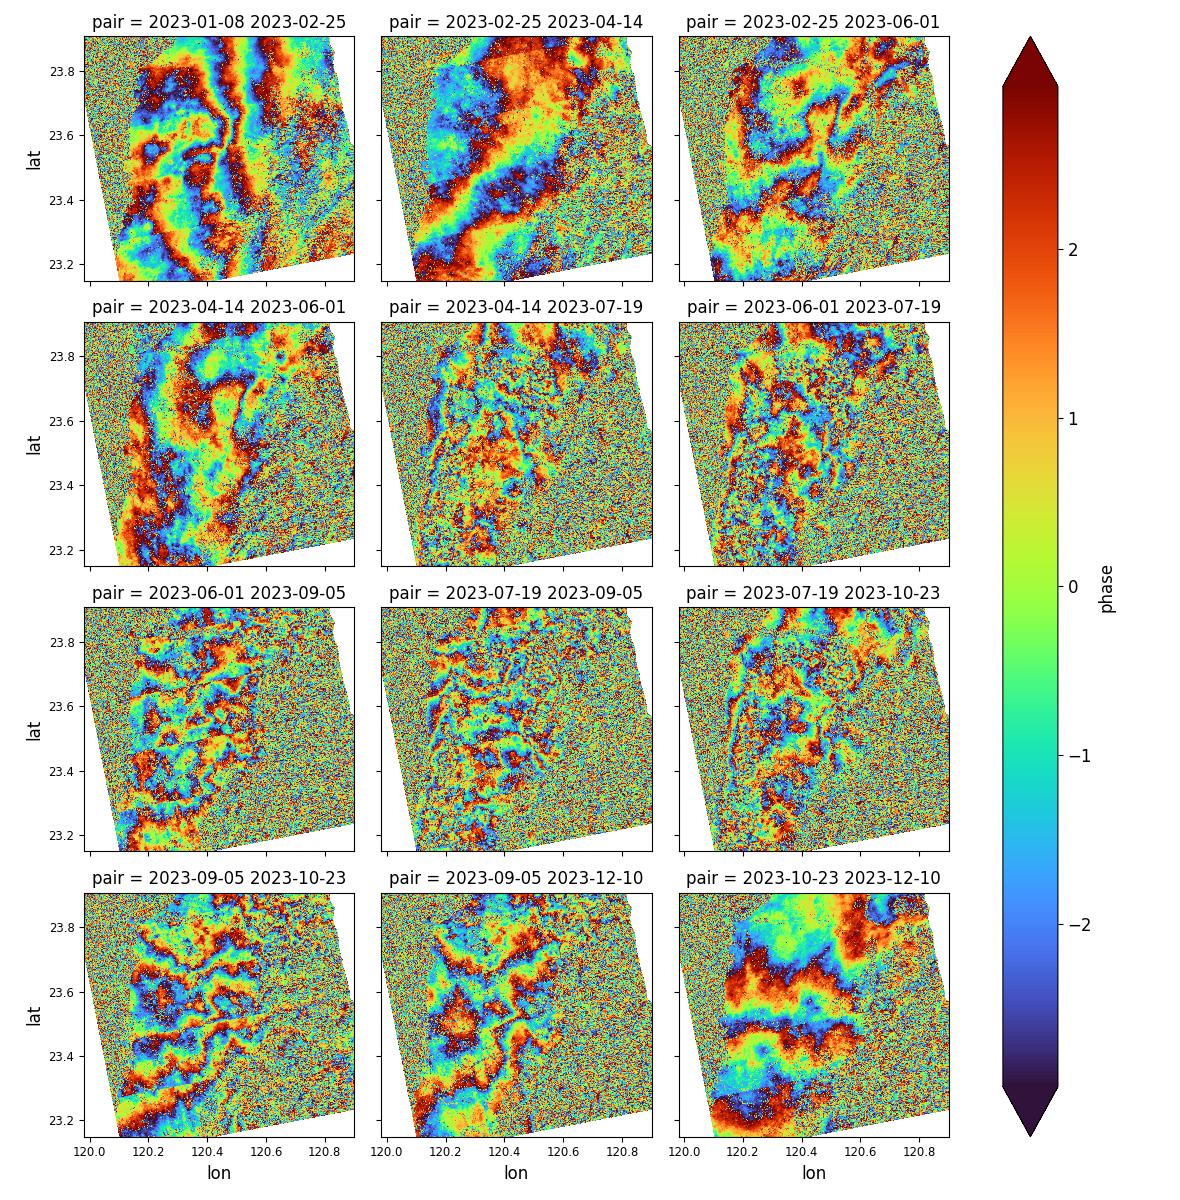 pair = 2023-01-08 2023-02-25
pair = 2023-02-25 2023-04-14
pair = 2023-02-25 2023-06-01
23.8
23.6
23.4
23.2
lat
pair = 2023-04-14 2023-06-01
pair = 2023-04-14 2023-07-19
pair = 2023-06-01 2023-07-19
23.8
23.6
23.4
23.2
lat
pair = 2023-06-01 2023-09-05
pair = 2023-07-19 2023-09-05
pair = 2023-07-19 2023-10-23
23.8
23.6
23.4
23.2
lat
pair = 2023-09-05 2023-10-23
pair = 2023-09-05 2023-12-10
pair = 2023-10-23 2023-12-10
23.8
23.6
23.4
23.2
lat
120.0 120.2 120.4 120.6 120.8
lon
120.0 120.2 120.4 120.6 120.8
lon
120.0 120.2 120.4 120.6 120.8
lon
2
1
0
−1
−2
phase